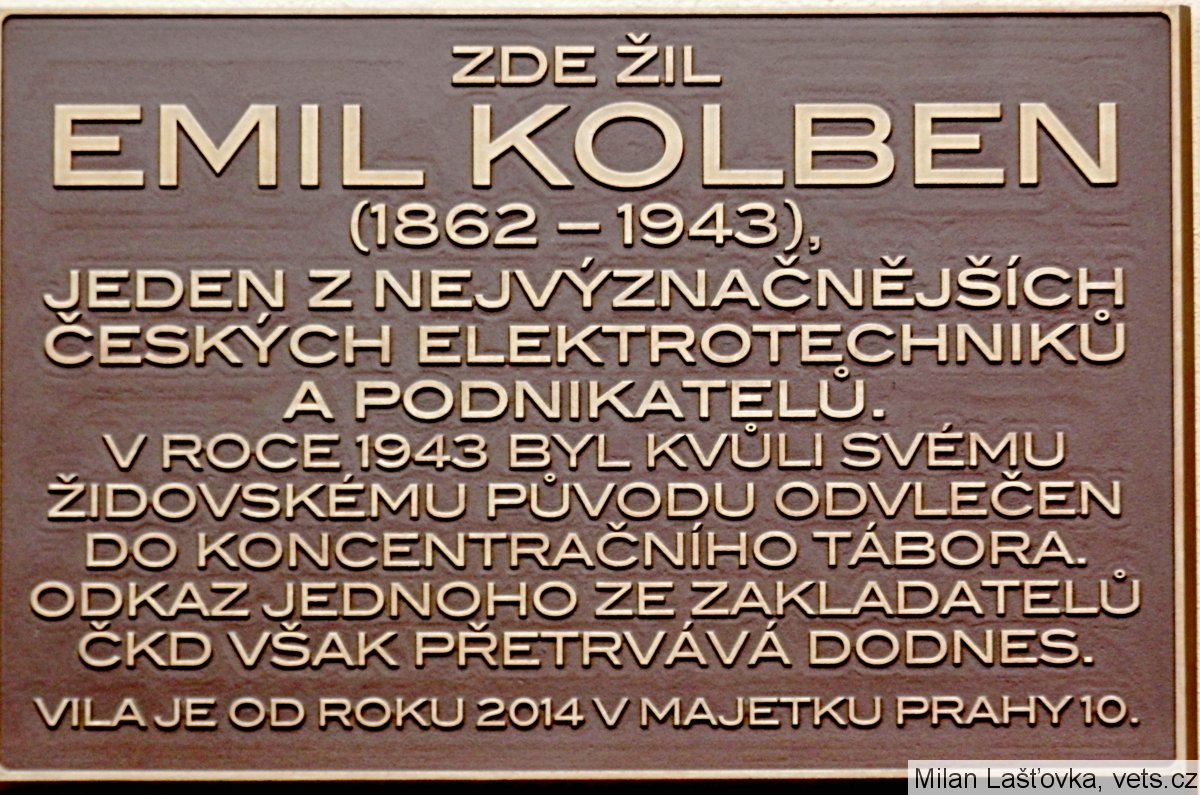 ZDE ŽIL
EMIL KOLBEN
(1862 – 1943),
JEDEN Z NEJVÝZNAČNĚJŠÍCH
ČESKÝCH ELEKTROTECHNIKŮ
A PODNIKATELŮ.
V ROCE 1943 BYL KVŮLI SVÉMU
ŽIDOVSKÉMU PŮVODU ODVLEČEN
DO KONCENTRAČNÍHO TÁBORA.
ODKAZ JEDNOHO ZE ZAKLADATELŮ
ČKD VŠAK PŘETRVÁVÁ DODNES.
VILA JE OD ROKU 2014 V MAJETKU PRAHY 10.
Milan Lašťovka, vets.cz